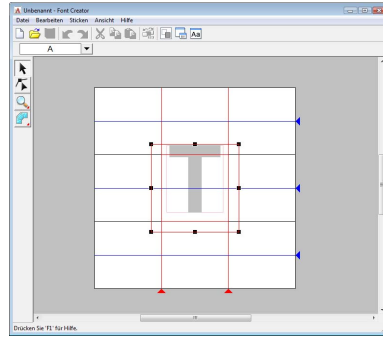 Unbenannt - Font Creator
Datei Bearbeiten Sticken Ansicht Hilfe
Aa
A
T
Drücken Sie 'F1' für Hilfe.